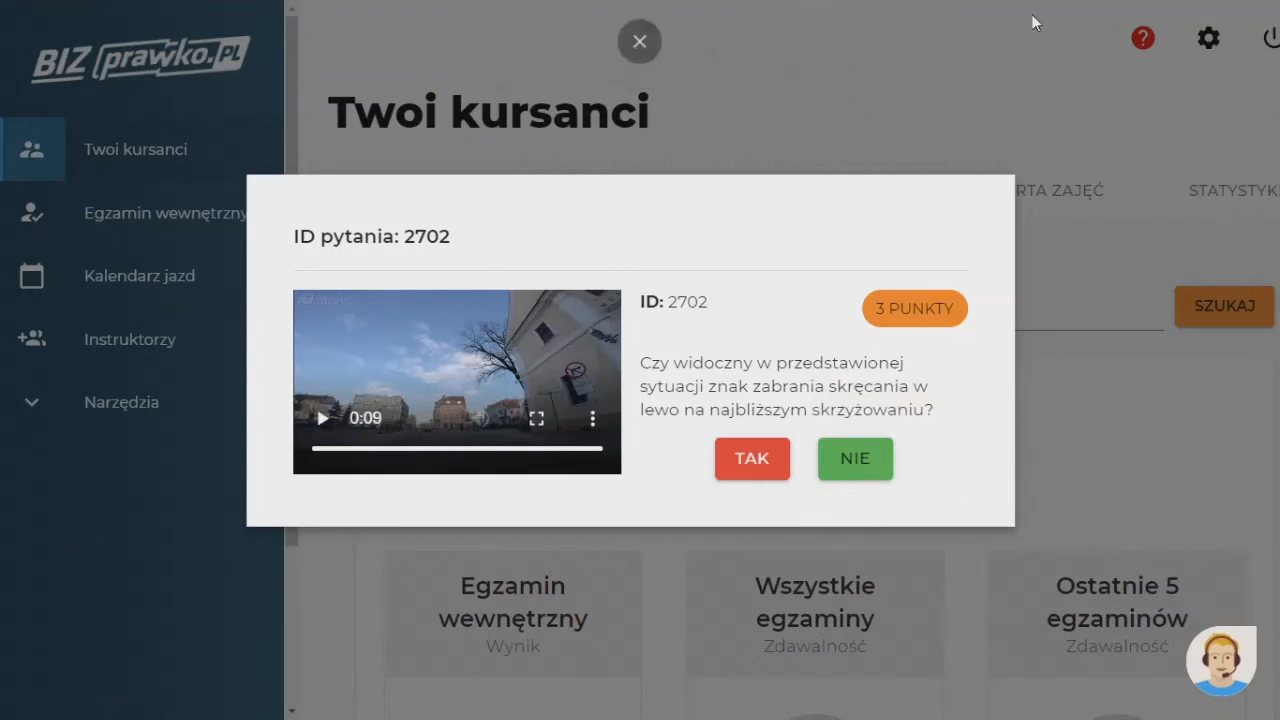 BIZ prawko.PL
Twoi kursanci
Twoi kursanci
Egzamin wewnętrzny
Kalendarz jazd
Instruktorzy
Narzędzia
RTA ZAJĘĆ
STATYSTYK
SZUKAJ
ID pytania: 2702
ID: 2702
3 PUNKTY
Czy widoczny w przedstawionej
sytuacji znak zabrania skręcania w
lewo na najbliższym skrzyżowaniu?
TAK
NIE
0:09
Egzamin
wewnętrzny
Wynik
Wszystkie
egzaminy
Zdawalność
Ostatnie 5
egzaminów
Zdawalność